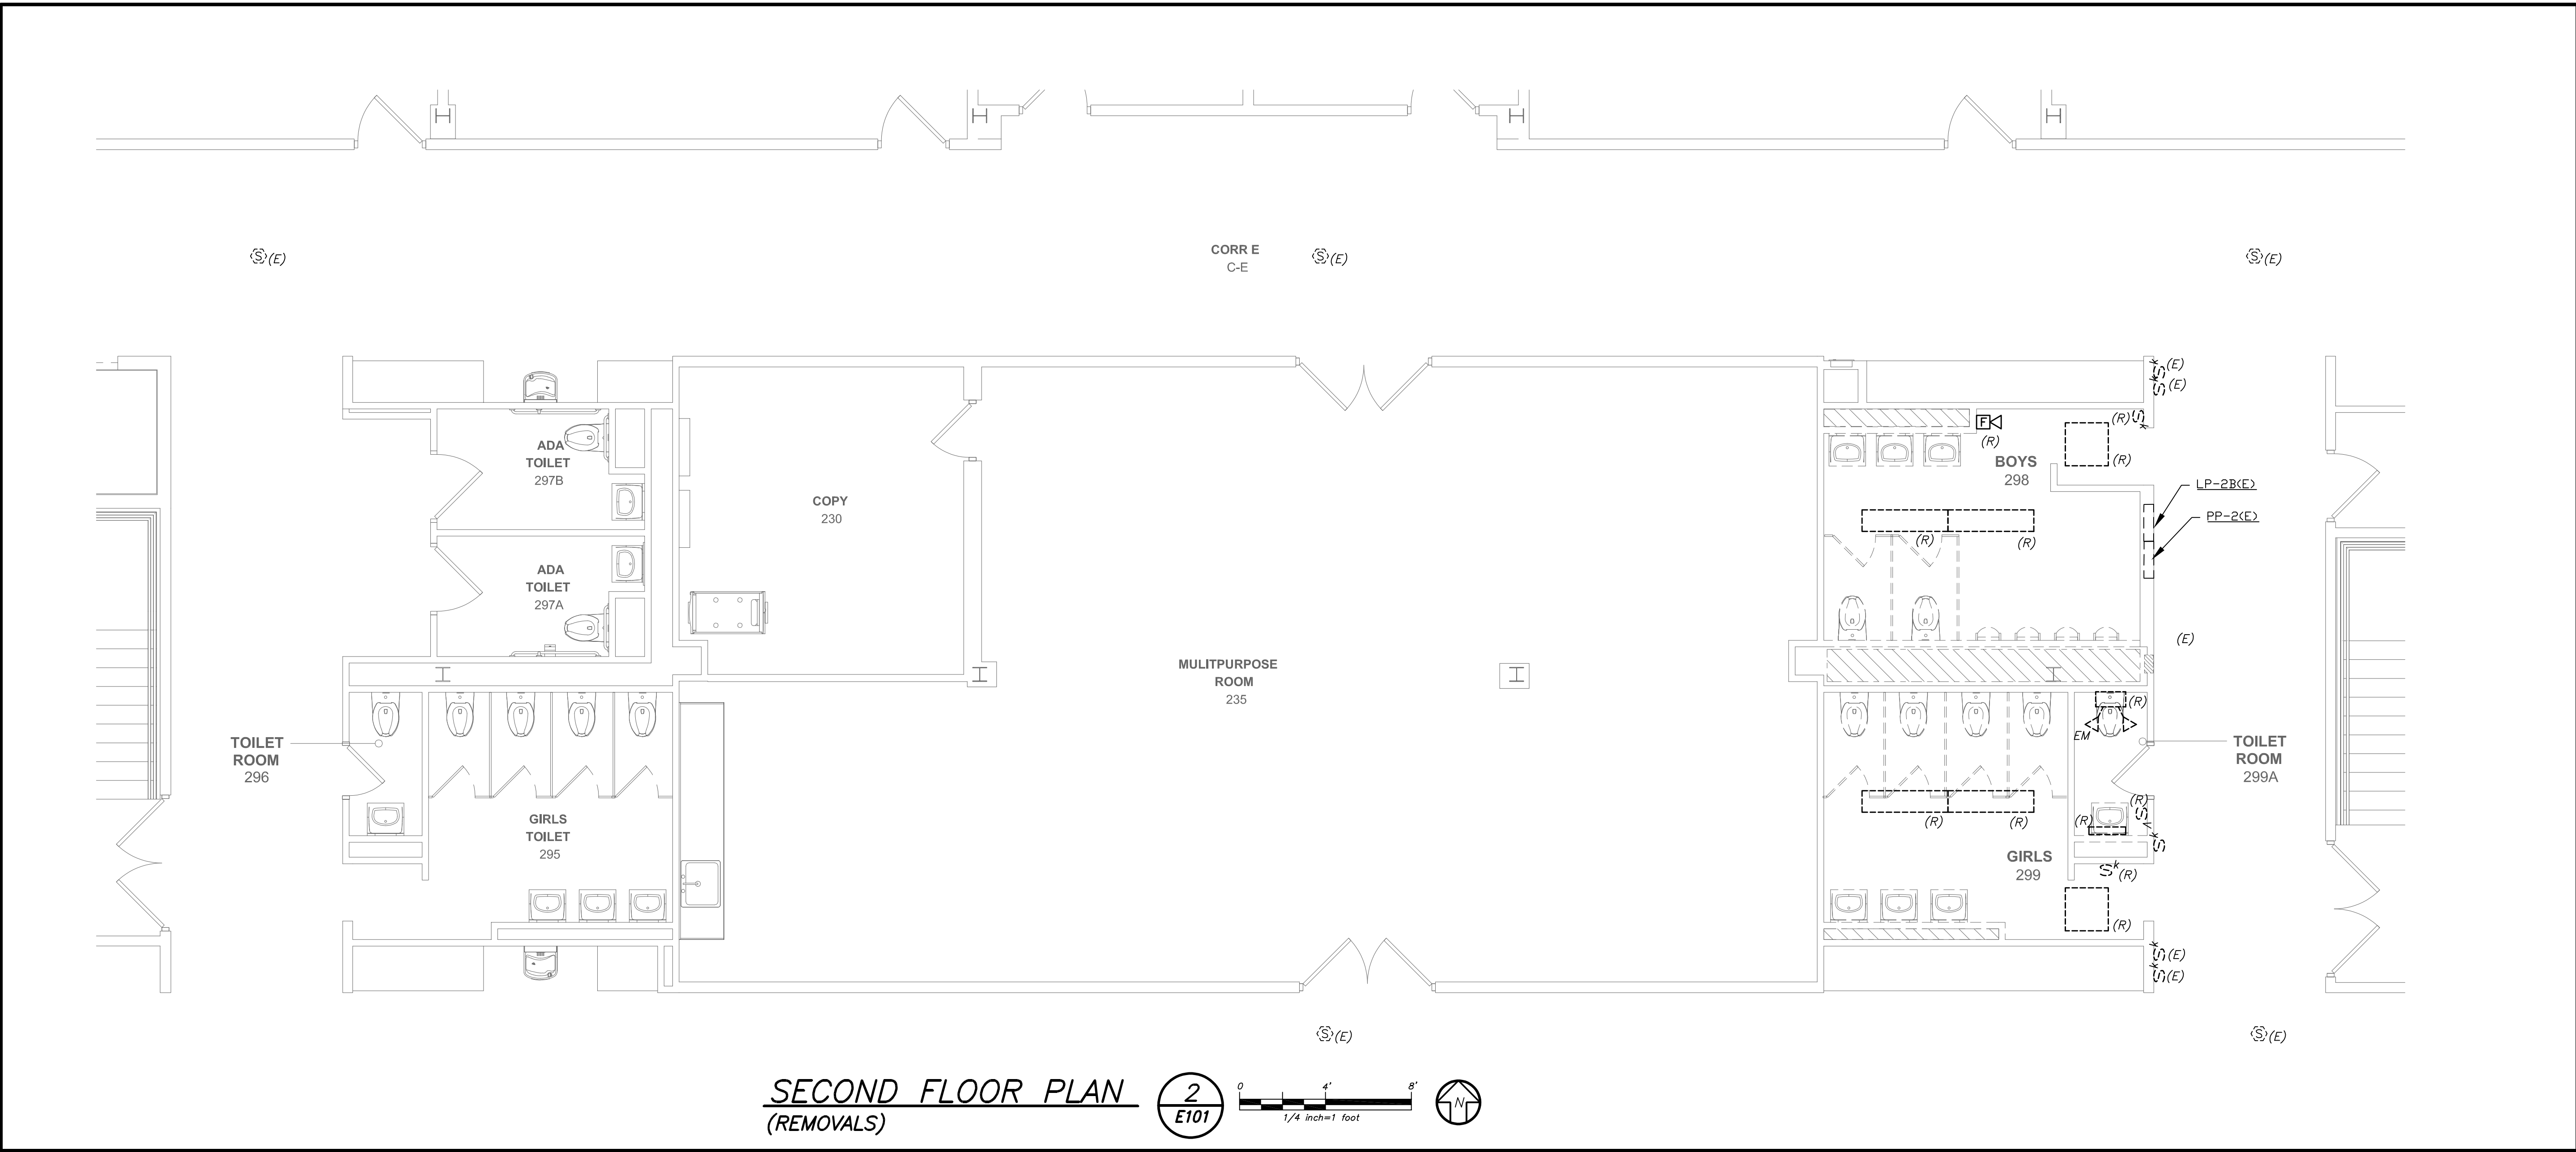 CORR E
C-E
S (E)
S (E)
S (E)
ADA
TOILET
297B
ADA
TOILET
297A
COPY
230
MULITPURPOSE
ROOM
235
TOILET
ROOM
296
GIRLS
TOILET
295
k
S (E)
k
S (E)
(R) S
k
F
(R)
BOYS
298
(R)
LP-2B(E)
PP-2(E)
(R)
(R)
(E)
(R)
EM
TOILET
ROOM
299A
(R)
S
(R)
(R)
(R)
k
S
GIRLS
299
S k
(R)
(R)
k
S (E)
k
S (E)
S (E)
S (E)
SECOND FLOOR PLAN
(REMOVALS)
2
E101
0 4' 8'
1/4 inch=1 foot
N